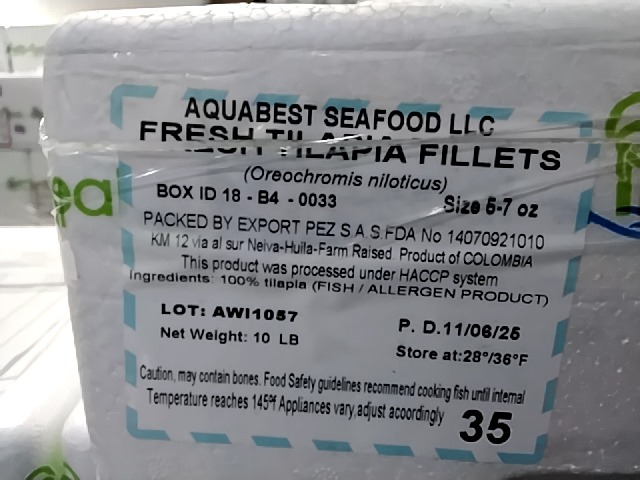 AQUABEST SEAFOOD LLC
FRESH TILAPIA FILLETS
(Oreochromis niloticus)
BOX ID 18 - B4 - 0033
Size 5-7 oz
PACKED BY EXPORT PEZ S.A.S.FDA No 14070921010
KM 12 via al sur Neiva-Huila-Farm Raised. Product of COLOMBIA
This product was processed under HACCP system
Ingredients: 100% tilapia (FISH / ALLERGEN PRODUCT)
LOT: AWI1057
P. D.11/06/25
Net Weight: 10 LB
Store at:28°/36°F
Caution, may contain bones. Food Safety guidelines recommend cooking fish until internal
Temperature reaches 145°f Appliances vary,adjust acoordingly
35